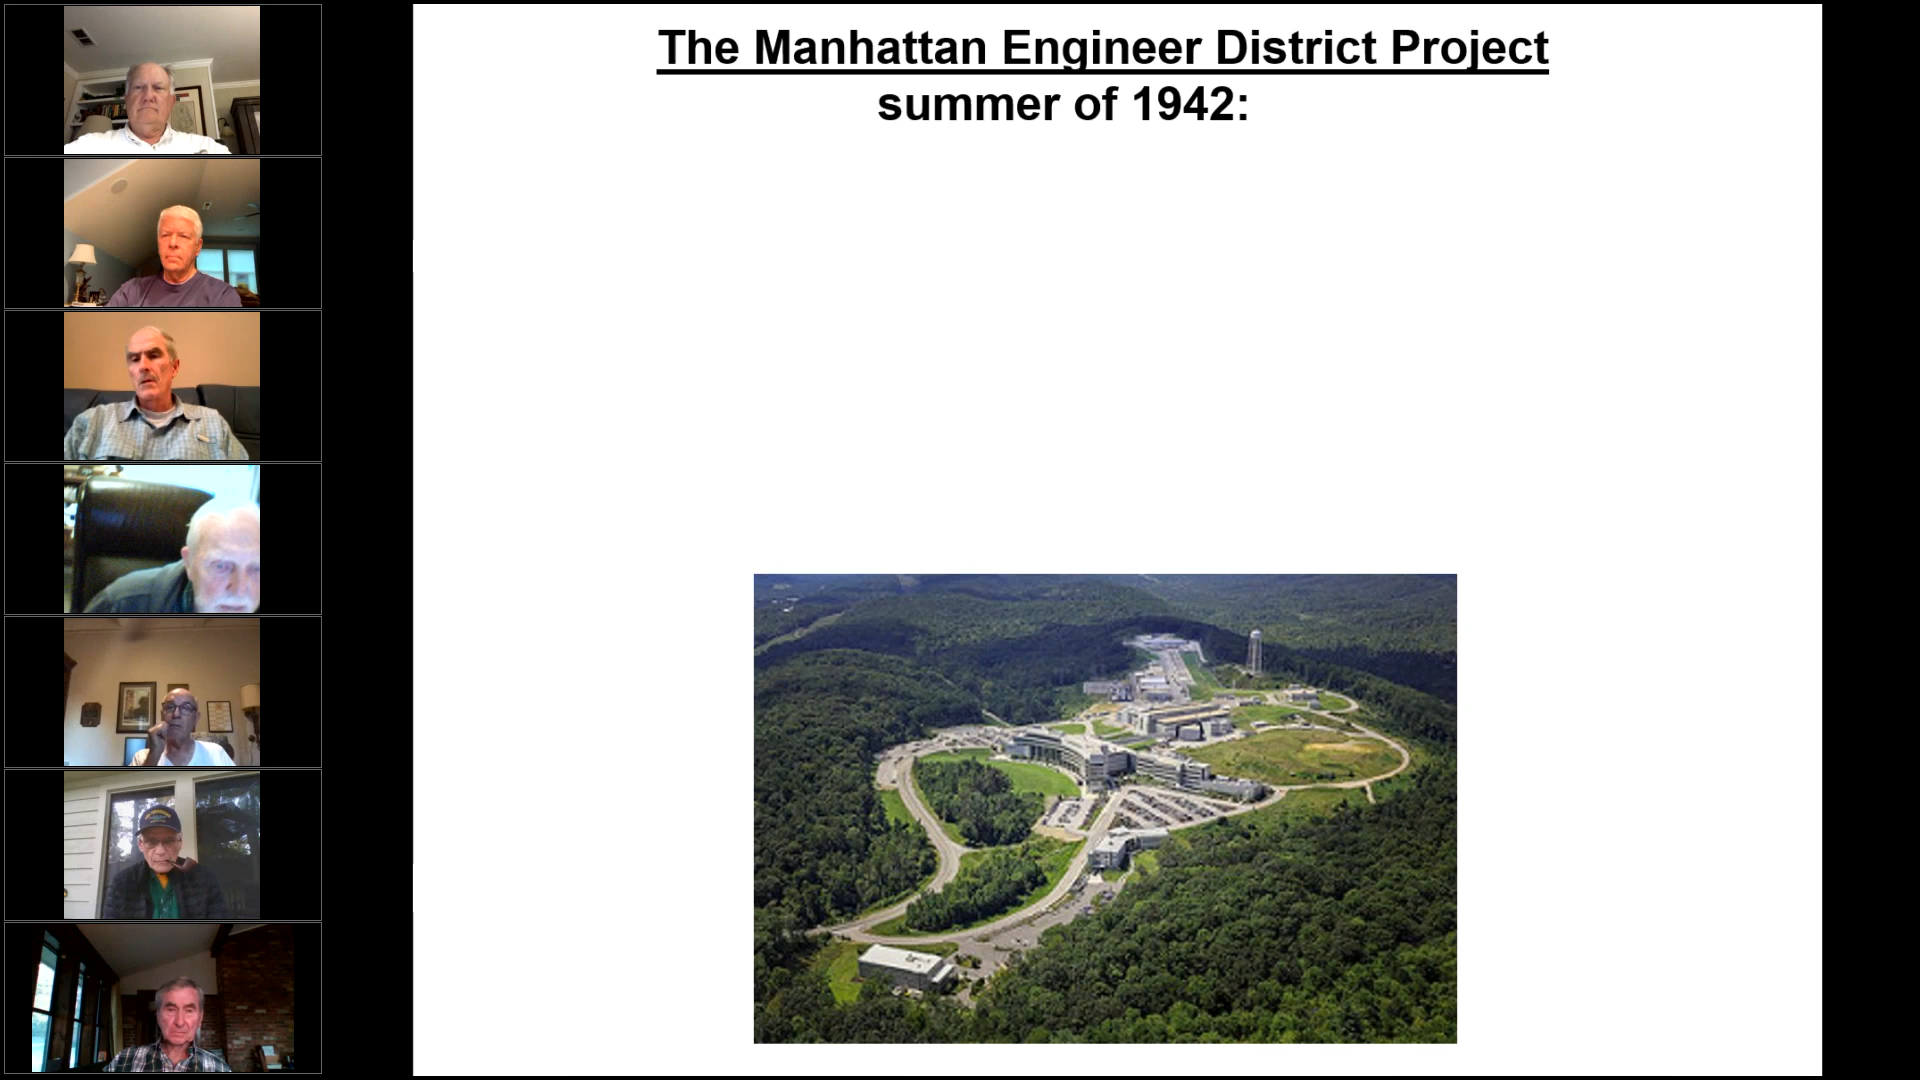 The Manhattan Engineer District Project
summer of 1942: